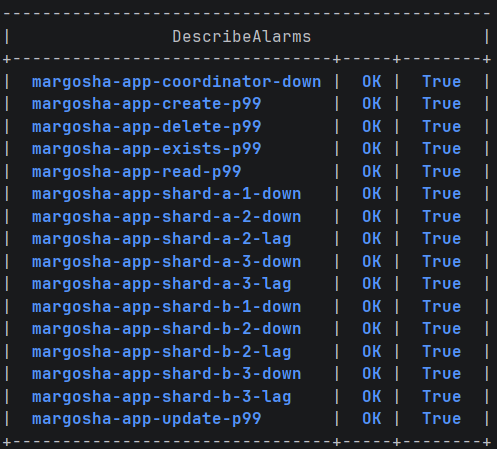 -------------------------------------------------
|                DescribeAlarms                 |
+--------------------------------+-----+--------+
|  margosha-app-coordinator-down |  OK |  True  |
|  margosha-app-create-p99       |  OK |  True  |
|  margosha-app-delete-p99       |  OK |  True  |
|  margosha-app-exists-p99       |  OK |  True  |
|  margosha-app-read-p99         |  OK |  True  |
|  margosha-app-shard-a-1-down   |  OK |  True  |
|  margosha-app-shard-a-2-down   |  OK |  True  |
|  margosha-app-shard-a-2-lag    |  OK |  True  |
|  margosha-app-shard-a-3-down   |  OK |  True  |
|  margosha-app-shard-a-3-lag    |  OK |  True  |
|  margosha-app-shard-b-1-down   |  OK |  True  |
|  margosha-app-shard-b-2-down   |  OK |  True  |
|  margosha-app-shard-b-2-lag    |  OK |  True  |
|  margosha-app-shard-b-3-down   |  OK |  True  |
|  margosha-app-shard-b-3-lag    |  OK |  True  |
|  margosha-app-update-p99       |  OK |  True  |
+--------------------------------+-----+--------+